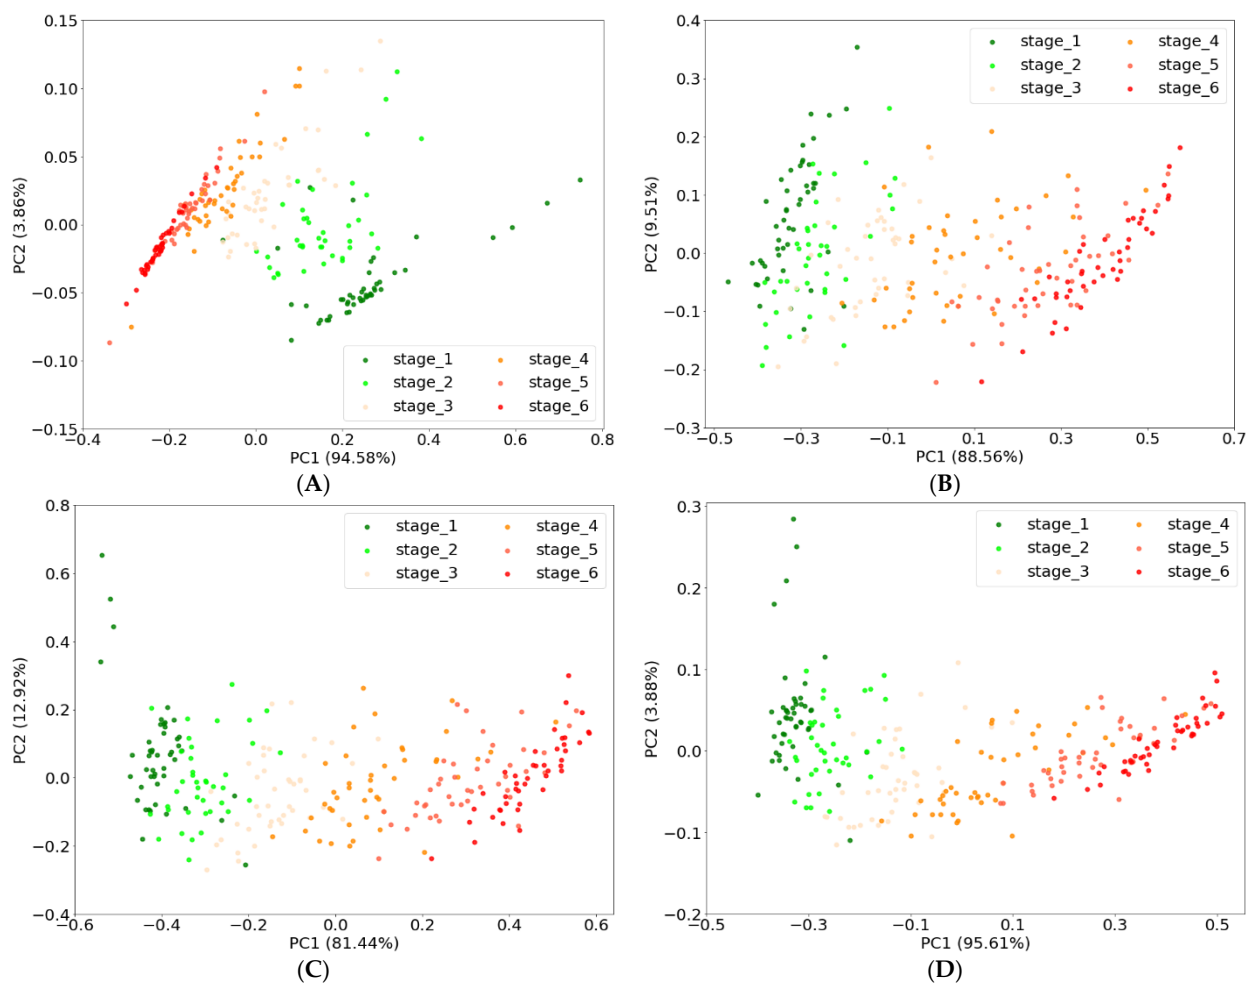 0.15
0.10
0.05
0.00
−0.05
−0.10
−0.15
PC2 (3.86%)
−0.4 −0.2 0.0 0.2 0.4 0.6 0.8
PC1 (94.58%)
stage_1 stage_4
stage_2 stage_5
stage_3 stage_6
(A)
0.4
0.3
0.2
0.1
0.0
−0.1
−0.2
−0.3
PC2 (9.51%)
−0.5 −0.3 −0.1 0.1 0.3 0.5 0.7
PC1 (88.56%)
stage_1 stage_4
stage_2 stage_5
stage_3 stage_6
(B)
0.8
0.6
0.4
0.2
0.0
−0.2
−0.4
PC2 (12.92%)
−0.6 −0.4 −0.2 0.0 0.2 0.4 0.6
PC1 (81.44%)
stage_1 stage_4
stage_2 stage_5
stage_3 stage_6
(C)
0.3
0.2
0.1
0.0
−0.1
−0.2
PC2 (3.88%)
−0.5 −0.3 −0.1 0.1 0.3 0.5
PC1 (95.61%)
stage_1 stage_4
stage_2 stage_5
stage_3 stage_6
(D)